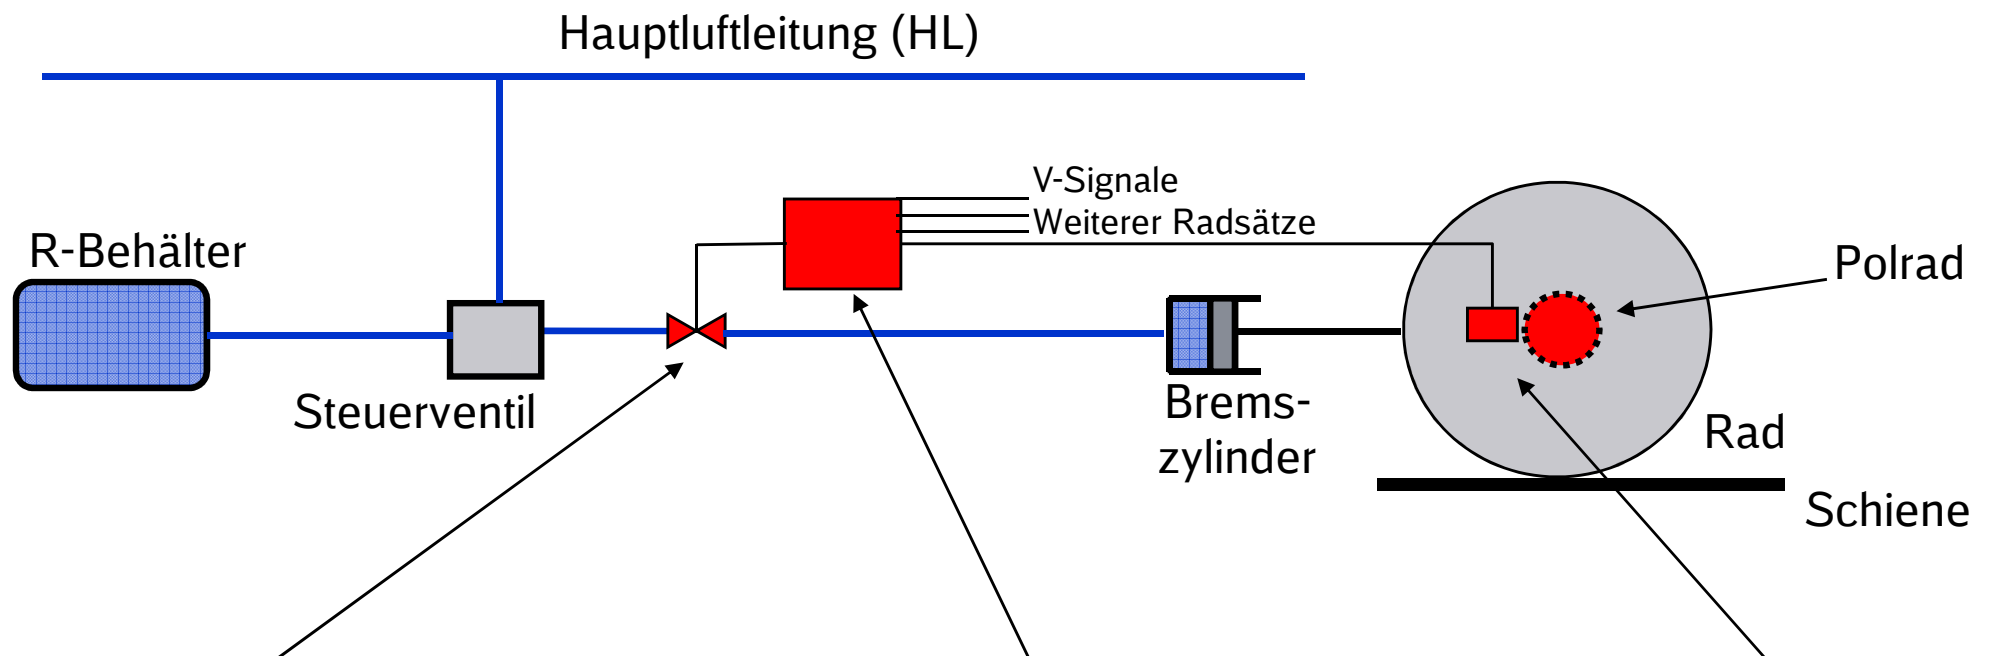 Hauptluftleitung (HL)
V-Signale
Weiterer Radsätze
R-Behälter
Polrad
Steuerventil
Brems-
zylinder
Rad
Schiene